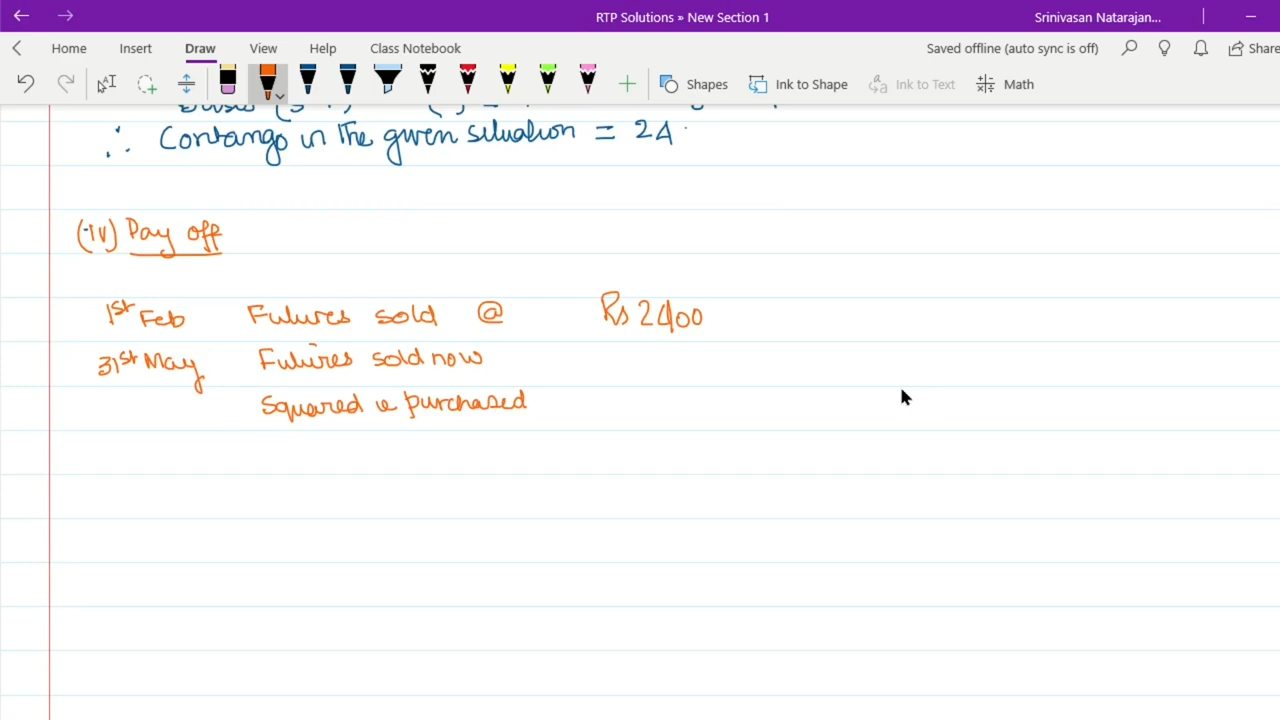 RTP Solutions » New Section 1
Srinivasan Natarajan...
Home Insert Draw View Help Class Notebook
Saved offline (auto sync is off)
Share
Shapes Ink to Shape Ink to Text Math
∴ Contango in the given situation = 24
(iv) Pay off
1st Feb Futures sold @ Rs 2400
31st May Futures sold now
Squared ie purchased